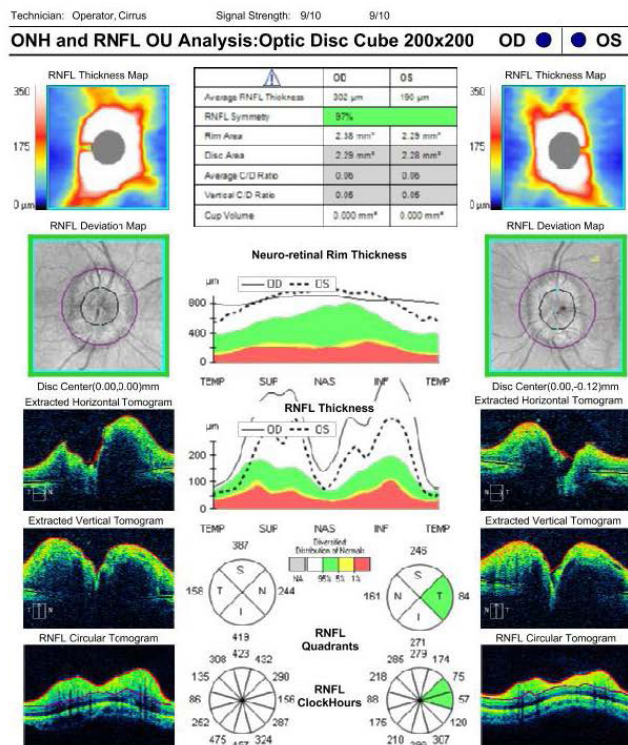 Technician: Operator, Cirrus Signal Strength: 9/10 9/10
ONH and RNFL OU Analysis:Optic Disc Cube 200x200 OD OS
RNFL Thickness Map
350
175
0 µm
OD OS
Average RNFL Thickness 302 µm 190 µm
RNFL Symmetry 97%
Rim Area 2.38 mm² 2.29 mm²
Disc Area 2.29 mm² 2.28 mm²
Average C/D Ratio 0.06 0.06
Vertical C/D Ratio 0.05 0.05
Cup Volume 0.000 mm³ 0.000 mm³
RNFL Thickness Map
350
175
0 µm
RNFL Deviation Map
Disc Center(0.00,0.00)mm
Neuro-retinal Rim Thickness
µm OD OS
800
400
0
TEMP SUP NAS INF TEMP
RNFL Deviation Map
Disc Center(0.00,-0.12)mm
Extracted Horizontal Tomogram
T N
RNFL Thickness
µm OD OS
200
100
0
TEMP SUP NAS INF TEMP
Extracted Horizontal Tomogram
N T
Extracted Vertical Tomogram
Diversified
Distribution of Normals
NA 95% 5% 1%
387
S
158 T N 244
I
419
246
S
161 N T 84
I
271
RNFL
Quadrants
Extracted Vertical Tomogram
RNFL Circular Tomogram
423
308 432
135 290
86 156
262 287
475 324
RNFL
ClockHours
279
285 174
218 75
88 57
176 120
210 307
RNFL Circular Tomogram